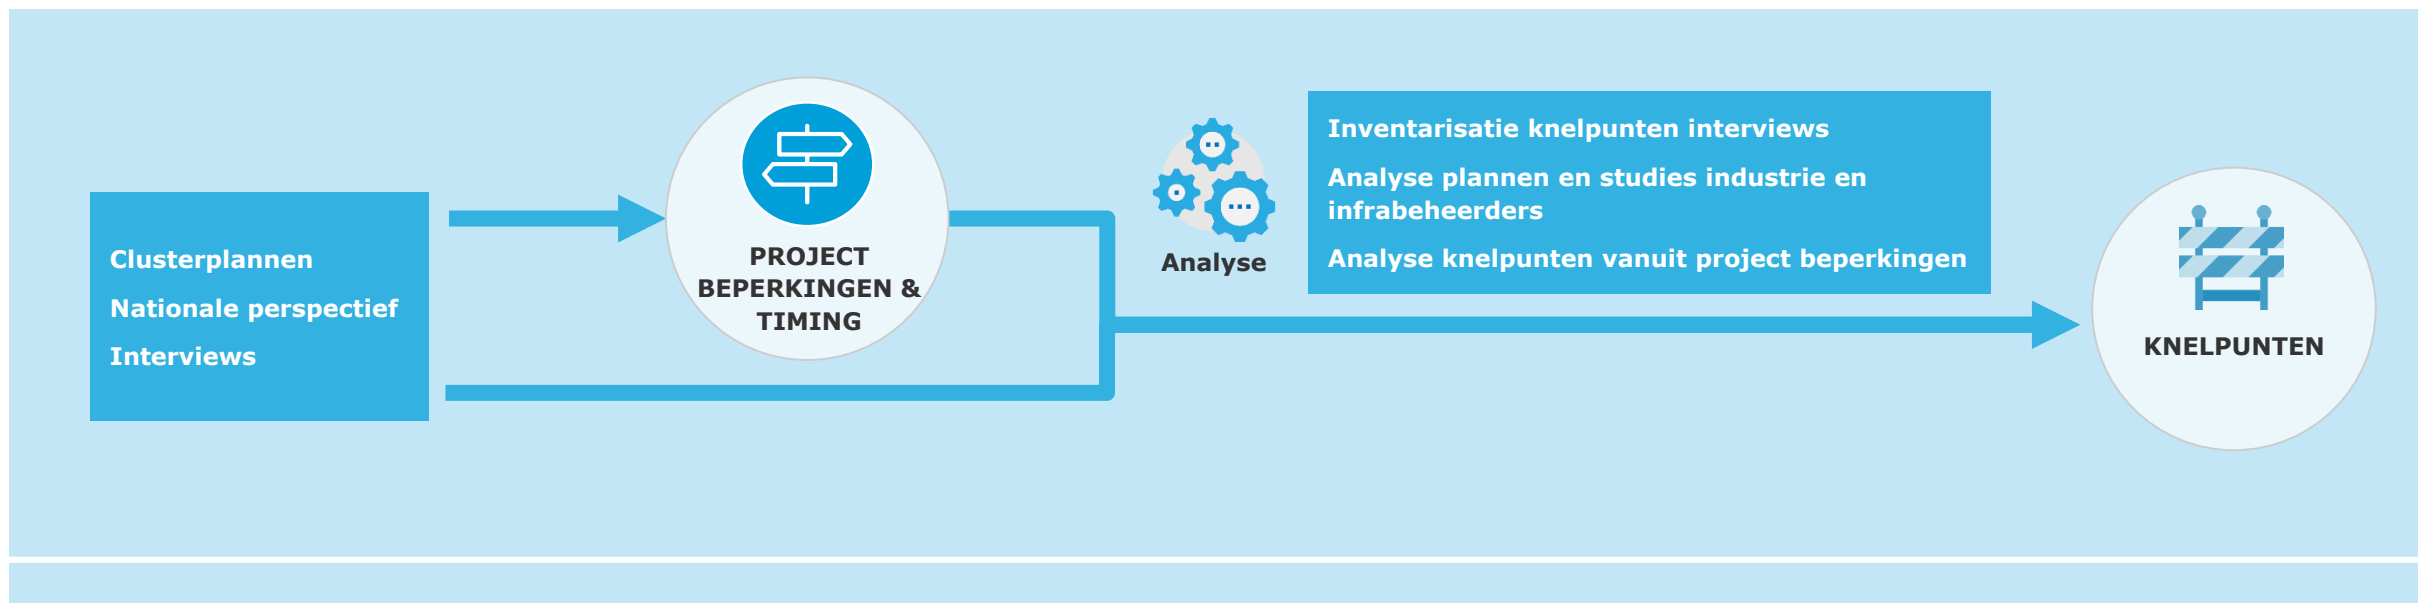 Clusterplannen
Nationale perspectief
Interviews
PROJECT
BEPERKINGEN &
TIMING
Analyse
Inventarisatie knelpunten interviews
Analyse plannen en studies industrie en
infrabeheerders
Analyse knelpunten vanuit project beperkingen
KNELPUNTEN